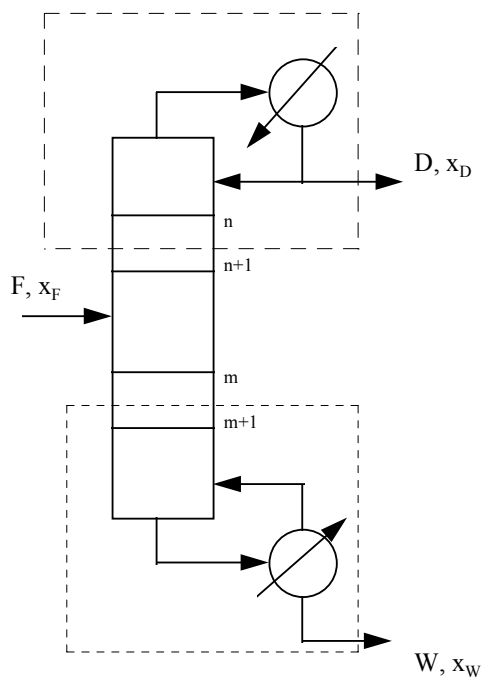 D, x_D
n
n+1
F, x_F
m
m+1
W, x_W